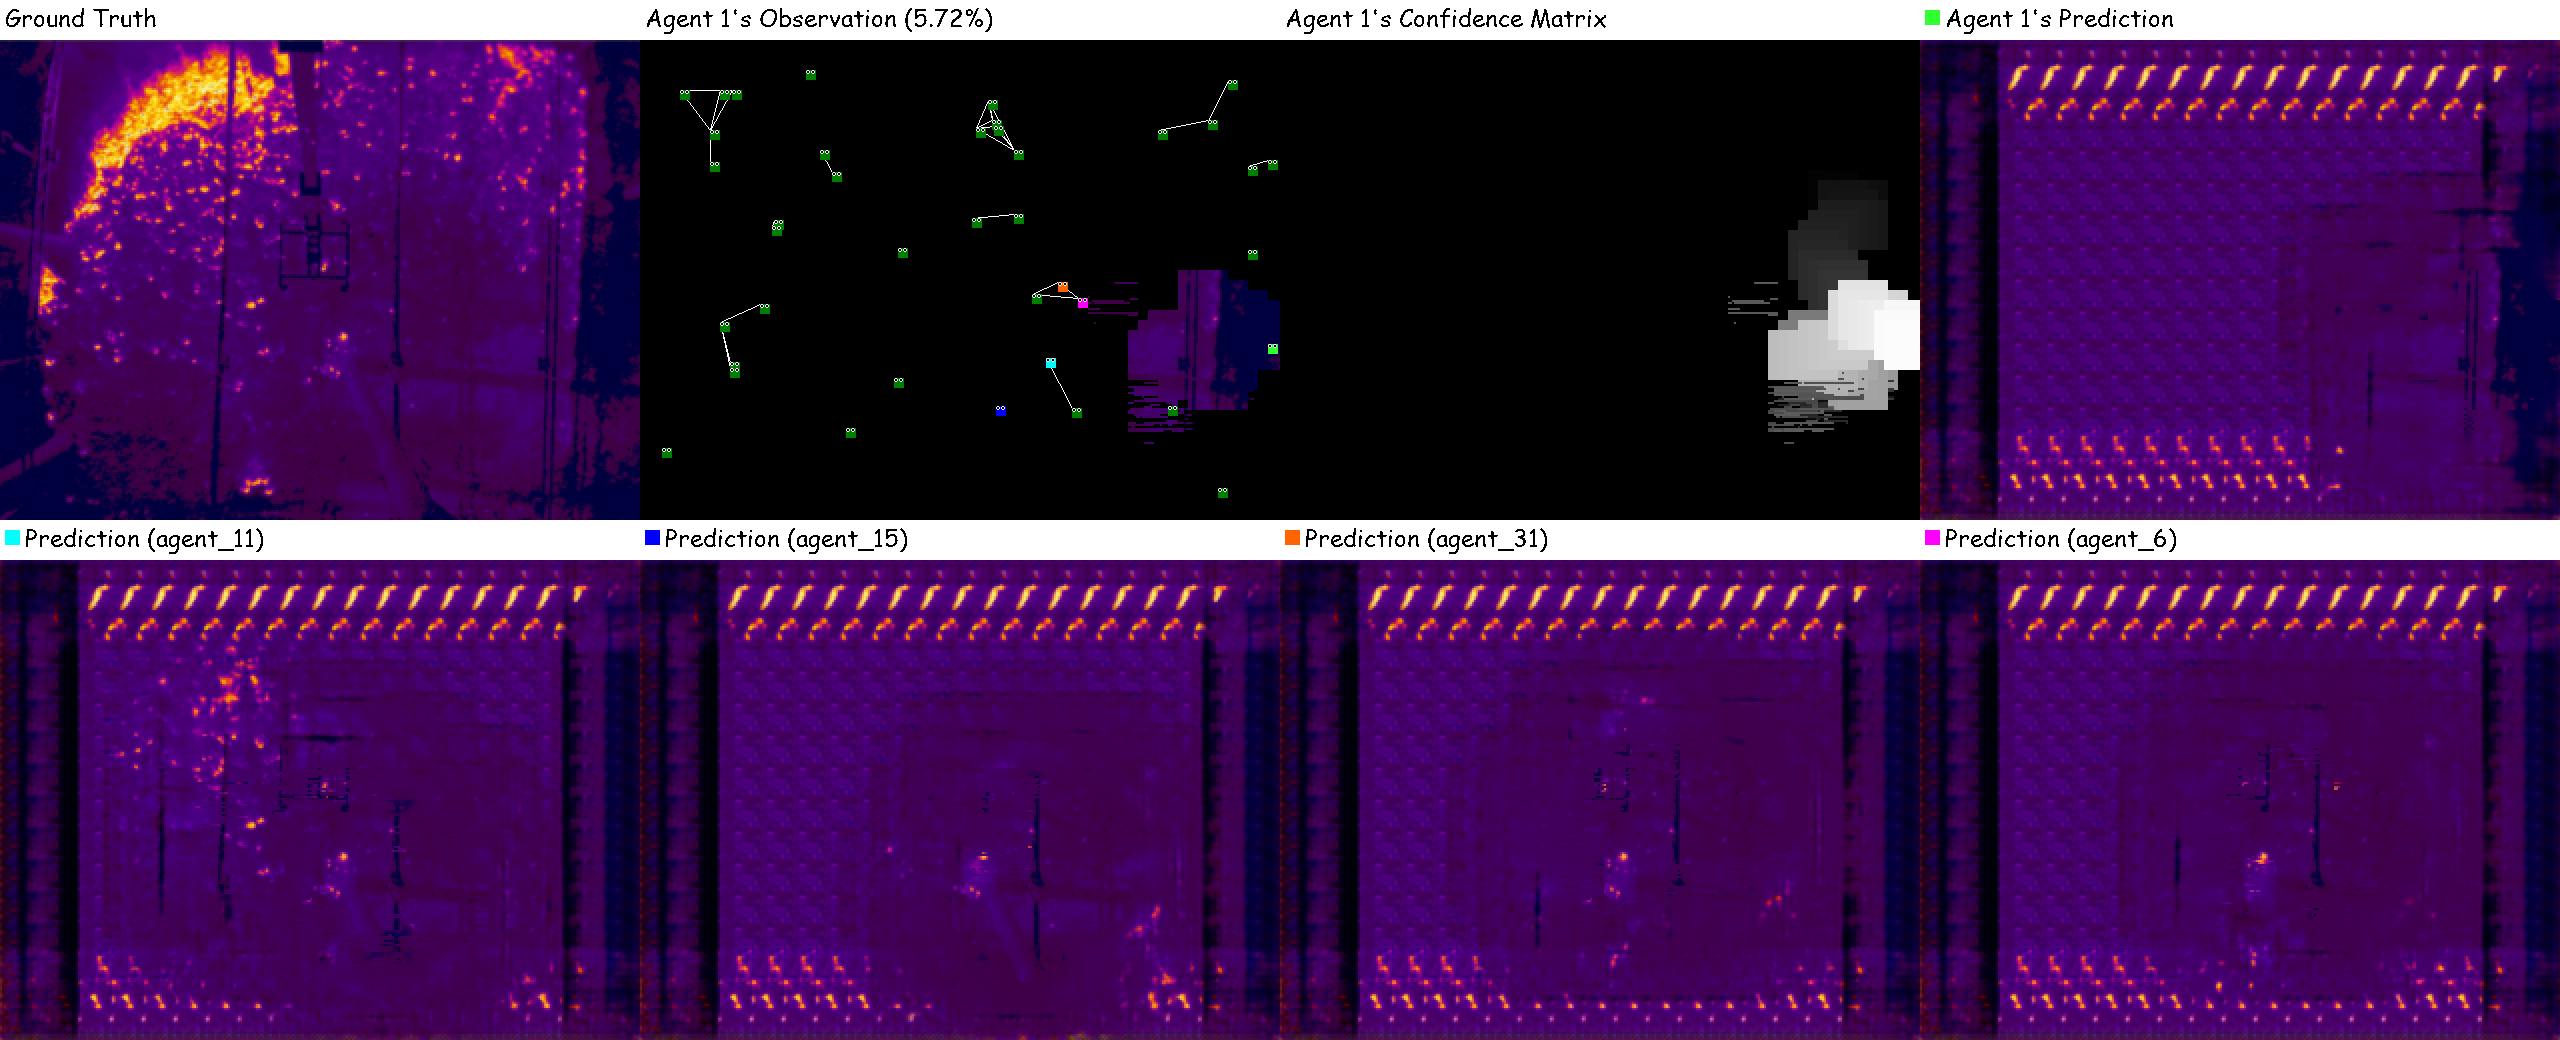 Ground Truth
Agent 1's Observation (5.72%)
Agent 1's Confidence Matrix
Agent 1's Prediction
Prediction (agent_11)
Prediction (agent_15)
Prediction (agent_31)
Prediction (agent_6)